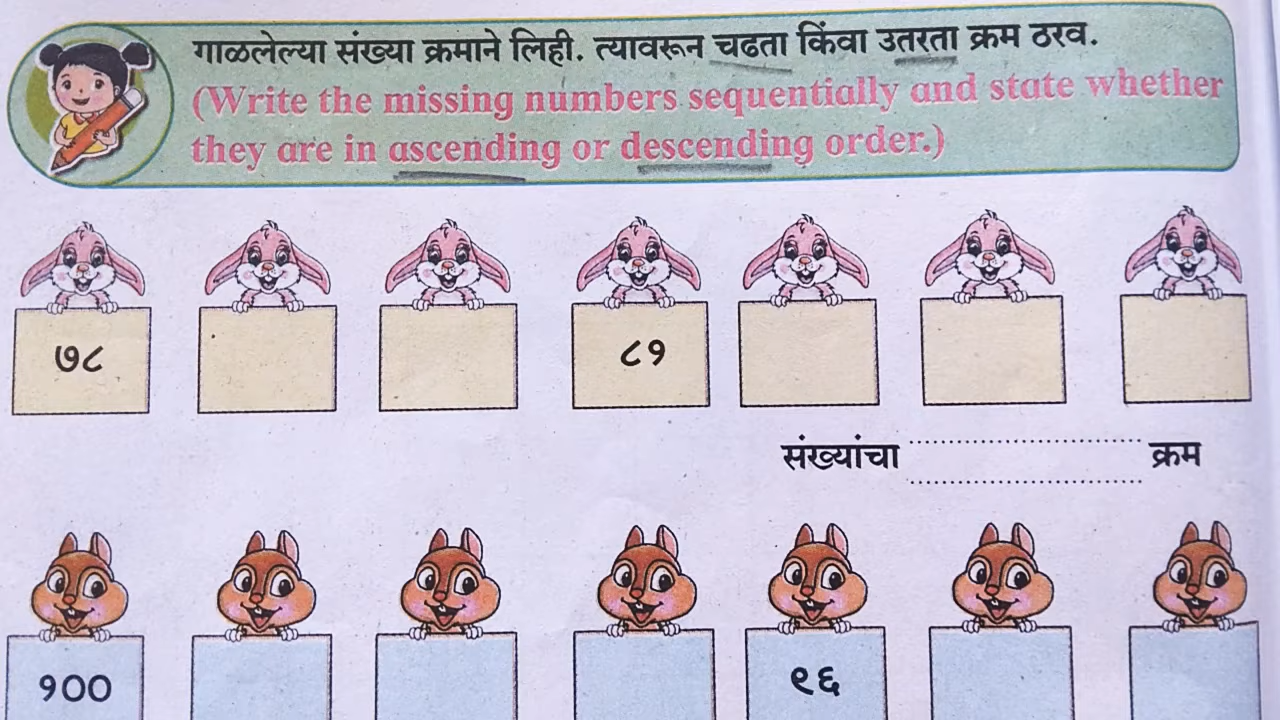 गाळलेल्या संख्या क्रमाने लिही. त्यावरून चढता किंवा उतरता क्रम ठरव.
(Write the missing numbers sequentially and state whether
they are in ascending or descending order.)
७८ ८१
संख्यांचा .................................... क्रम
१०० ९६